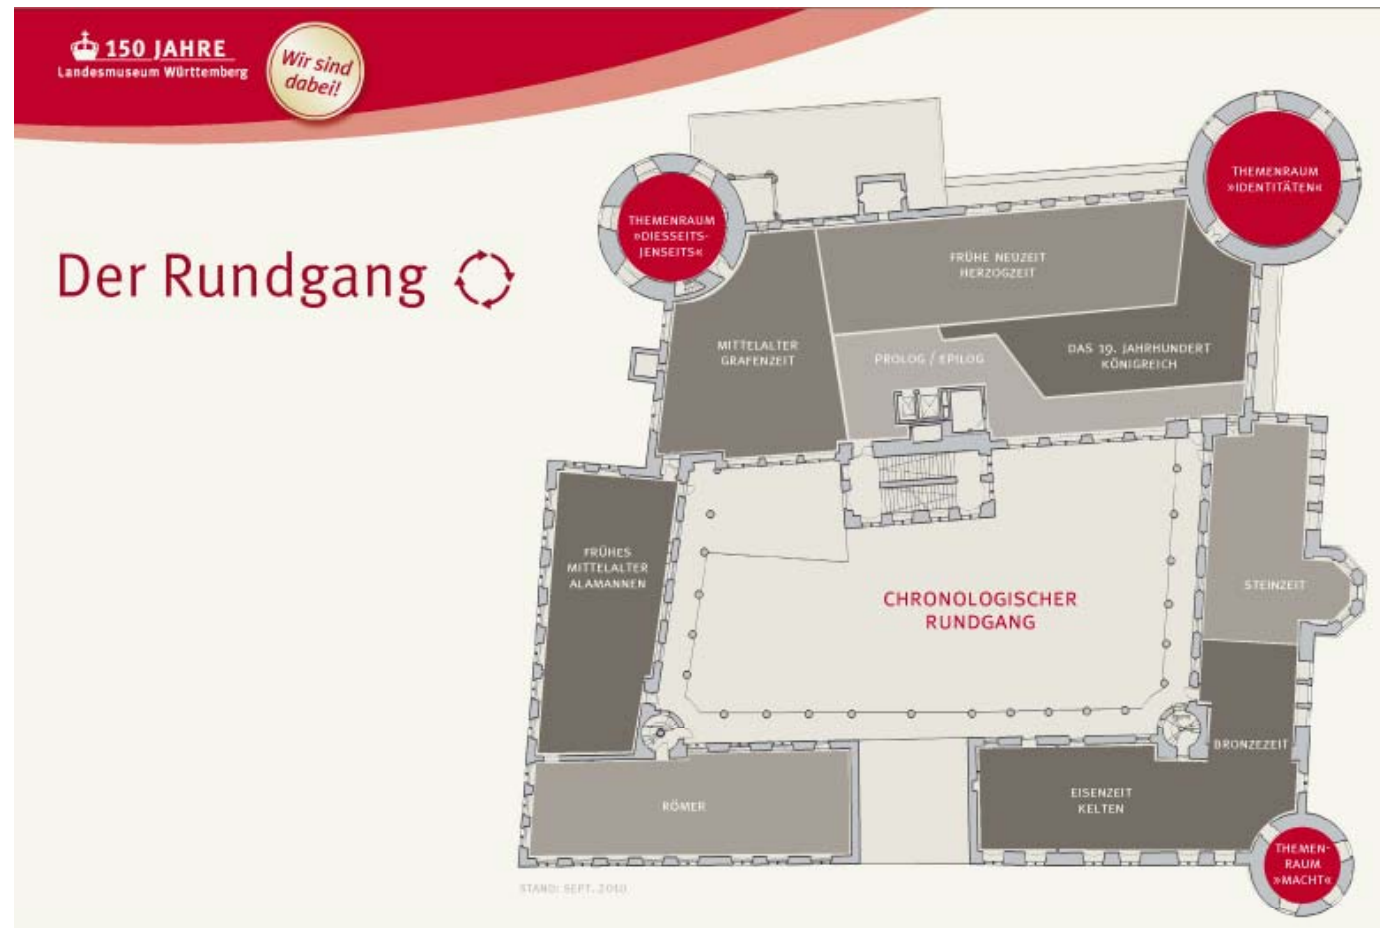 150 JAHRE
Landesmuseum Württemberg
Wir sind
dabei!
Der Rundgang
THEMENRAUM
»DIESSEITS-
JENSEITS«
THEMENRAUM
»IDENTITÄTEN«
FRÜHE NEUZEIT
HERZOGZEIT
MITTELALTER
GRAFENZEIT
PROLOG / EPILOG
DAS 19. JAHRHUNDERT
KÖNIGREICH
FRÜHES
MITTELALTER
ALAMANNEN
CHRONOLOGISCHER
RUNDGANG
STEINZEIT
BRONZEZEIT
EISENZEIT
KELTEN
RÖMER
THEMEN-
RAUM
»MACHT«
STAND: SEPT. 2010